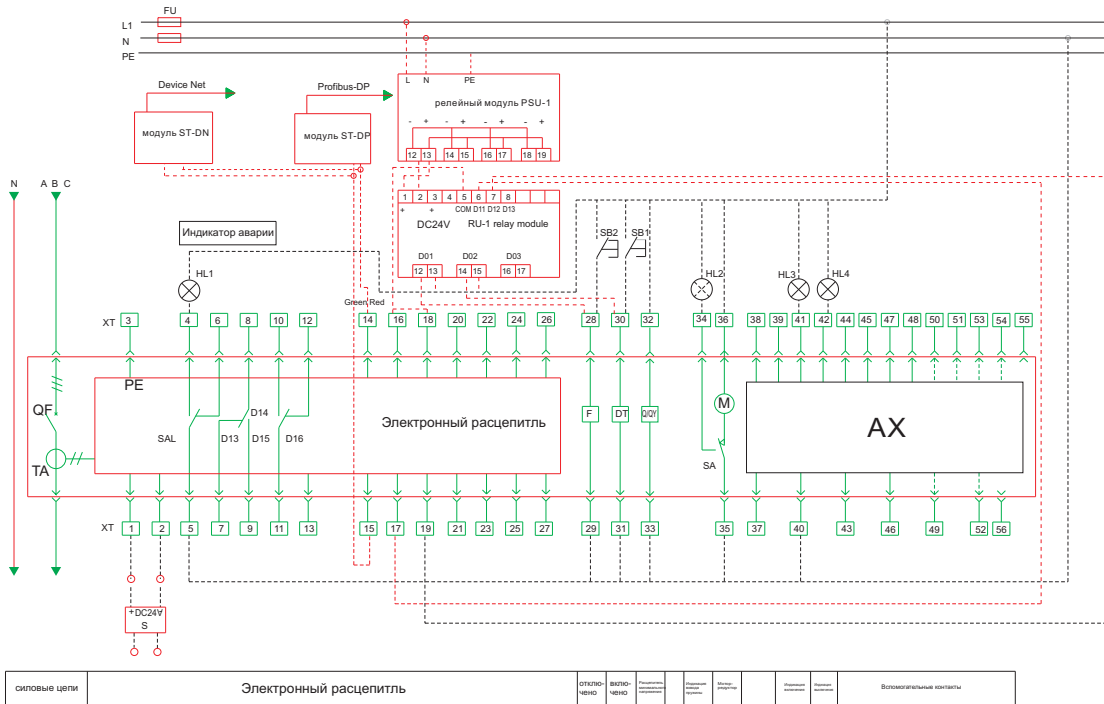 FU
L1
N
PE
Device Net
Profibus-DP
L N PE
релейный модуль PSU-1
- + - + - + - +
12 13 14 15 16 17 18 19
модуль ST-DN
модуль ST-DP
N A B C
1 2 3 4 5 6 7 8
+ + COM D11 D12 D13
DC24V RU-1 relay module
D01 D02 D03
12 13 14 15 16 17
Индикатор аварии
SB2 SB1
HL1 HL2 HL3 HL4
Green Red
XT 3 4 6 8 10 12 14 16 18 20 22 24 26 28 30 32 34 36 38 39 41 42 44 45 47 48 50 51 53 54 55
PE
QF
TA
SAL D13 D14 D15 D16
Электронный расцепитль
F DT Q/QY
M
SA
AX
XT 1 2 5 7 9 11 13 15 17 19 21 23 25 27 29 31 33 35 37 40 43 46 49 52 56
+ DC24V
S
силовые цепи
Электронный расцепитль
отклю-
чено
вклю-
чено
Вспомогательные контакты